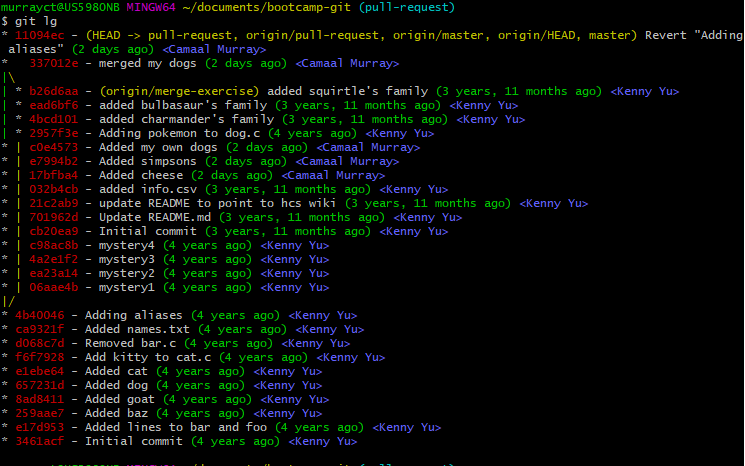 murrayct@US5980NB MINGW64 ~/documents/bootcamp-git (pull-request)
$ git lg
* 11094ec - (HEAD -> pull-request, origin/pull-request, origin/master, origin/HEAD, master) Revert "Adding
 aliases" (2 days ago) <Camaal Murray>
*   337012e - merged my dogs (2 days ago) <Camaal Murray>
|\
| * b26d6aa - (origin/merge-exercise) added squirtle's family (3 years, 11 months ago) <Kenny Yu>
| * ead6bf6 - added bulbasaur's family (3 years, 11 months ago) <Kenny Yu>
| * 4bcd101 - added charmander's family (3 years, 11 months ago) <Kenny Yu>
| * 2957f3e - Adding pokemon to dog.c (4 years ago) <Kenny Yu>
* | c0e4573 - Added my own dogs (2 days ago) <Camaal Murray>
* | e7994b2 - Added simpsons (2 days ago) <Camaal Murray>
* | 17bfba4 - Added cheese (2 days ago) <Camaal Murray>
* | 032b4cb - added info.csv (3 years, 11 months ago) <Kenny Yu>
* | 21c2ab9 - update README to point to hcs wiki (3 years, 11 months ago) <Kenny Yu>
* | 701962d - Update README.md (3 years, 11 months ago) <Kenny Yu>
* | cb20ea9 - Initial commit (3 years, 11 months ago) <Kenny Yu>
* | c98ac8b - mystery4 (4 years ago) <Kenny Yu>
* | 4a2e1f2 - mystery3 (4 years ago) <Kenny Yu>
* | ea23a14 - mystery2 (4 years ago) <Kenny Yu>
* | 06aae4b - mystery1 (4 years ago) <Kenny Yu>
|/
* 4b40046 - Adding aliases (4 years ago) <Kenny Yu>
* ca9321f - Added names.txt (4 years ago) <Kenny Yu>
* d068c7d - Removed bar.c (4 years ago) <Kenny Yu>
* f6f7928 - Add kitty to cat.c (4 years ago) <Kenny Yu>
* e1ebe64 - Added cat (4 years ago) <Kenny Yu>
* 657231d - Added dog (4 years ago) <Kenny Yu>
* 8ad8411 - Added goat (4 years ago) <Kenny Yu>
* 259aae7 - Added baz (4 years ago) <Kenny Yu>
* e17d953 - Added lines to bar and foo (4 years ago) <Kenny Yu>
* 3461acf - Initial commit (4 years ago) <Kenny Yu>